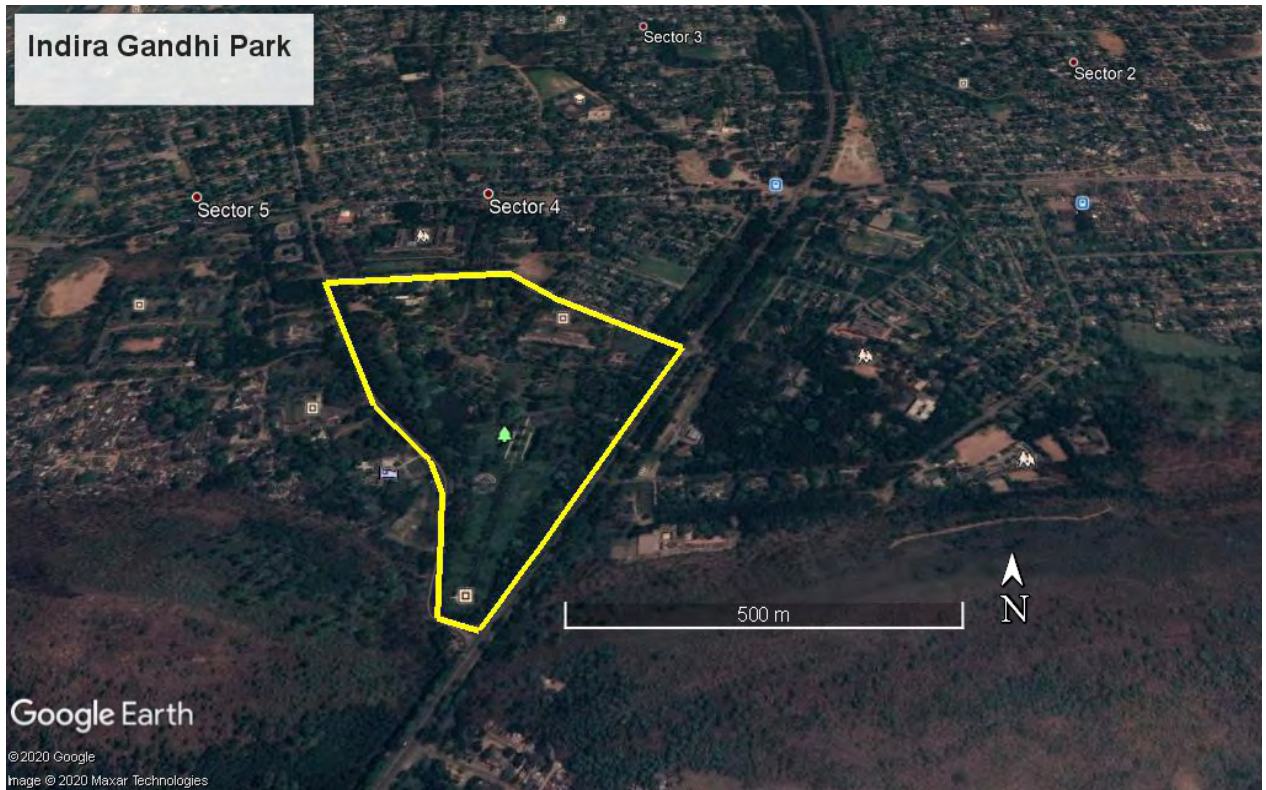 Indira Gandhi Park
Sector 3
Sector 2
Sector 5
Sector 4
500 m
N
Google Earth
©2020 Google
Image © 2020 Maxar Technologies